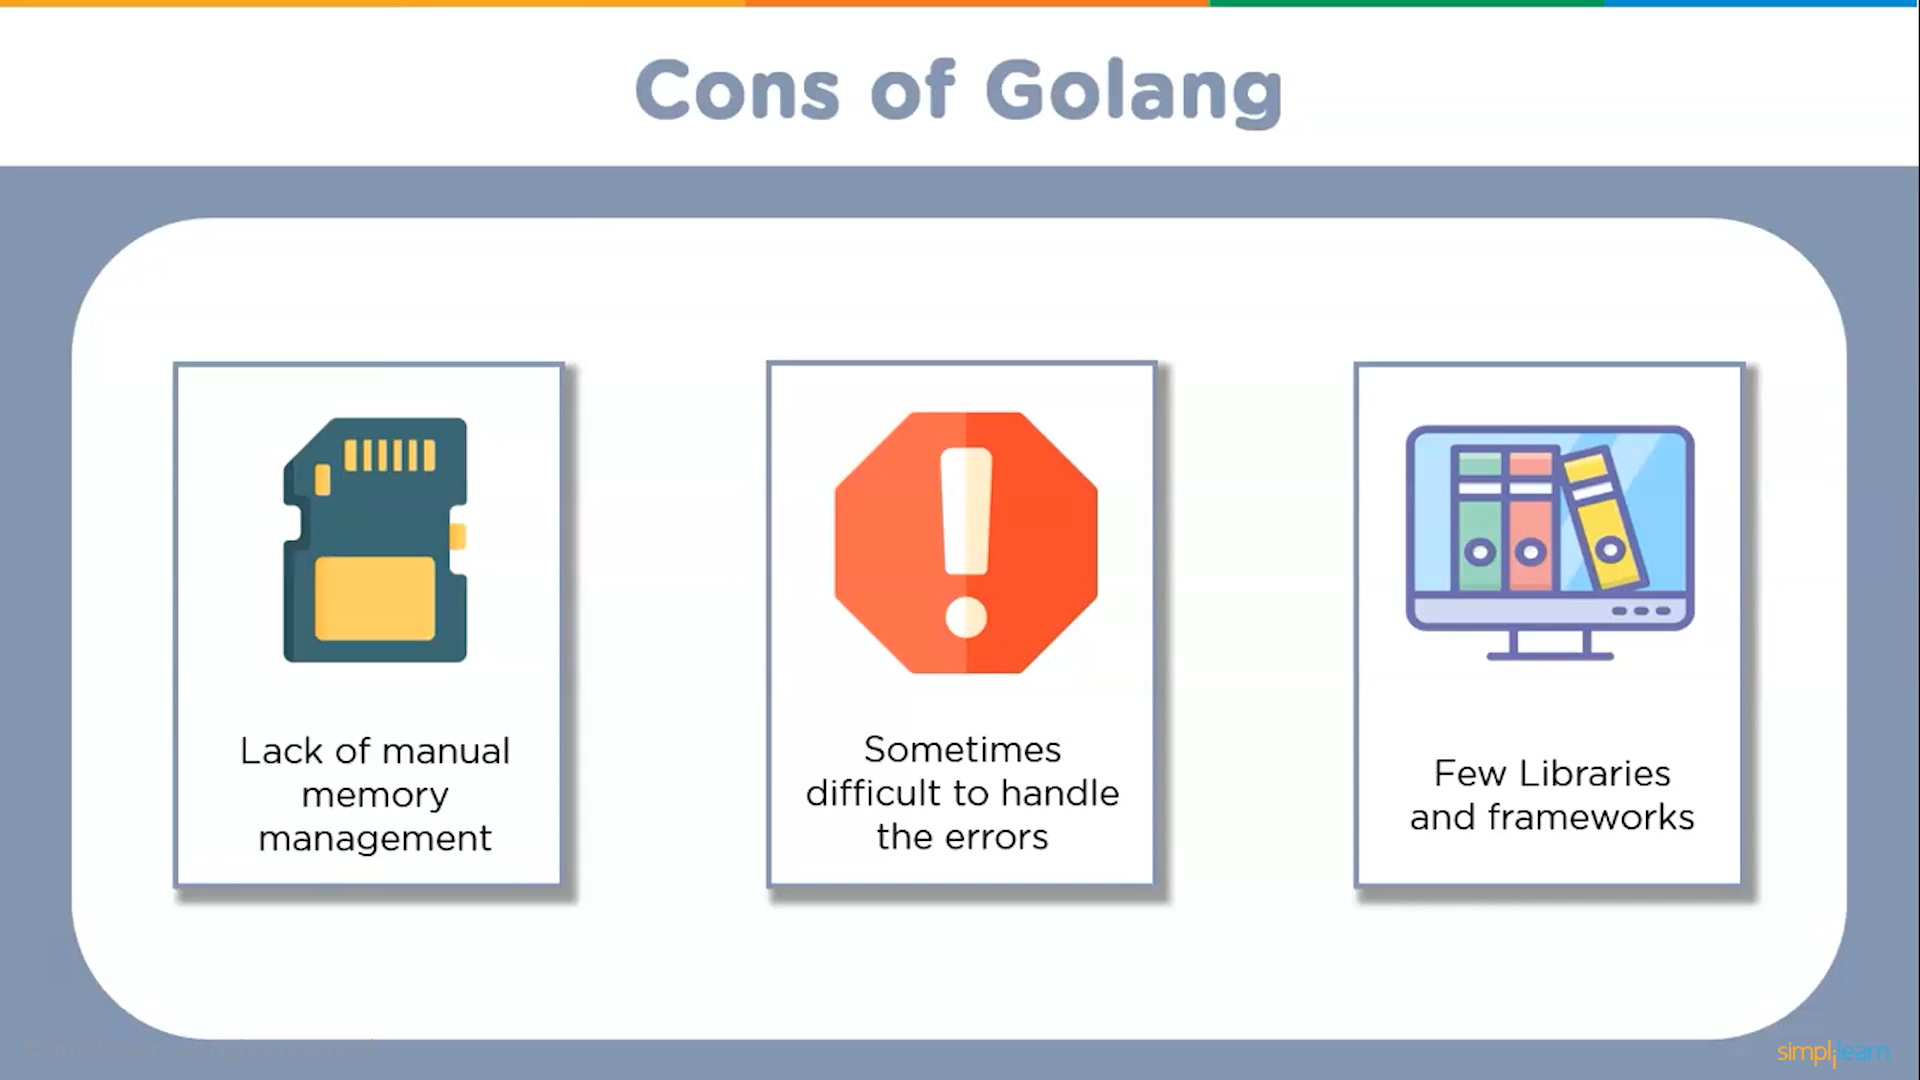 Cons of Golang
Lack of manual
memory
management
Sometimes
difficult to handle
the errors
Few Libraries
and frameworks
simplilearn